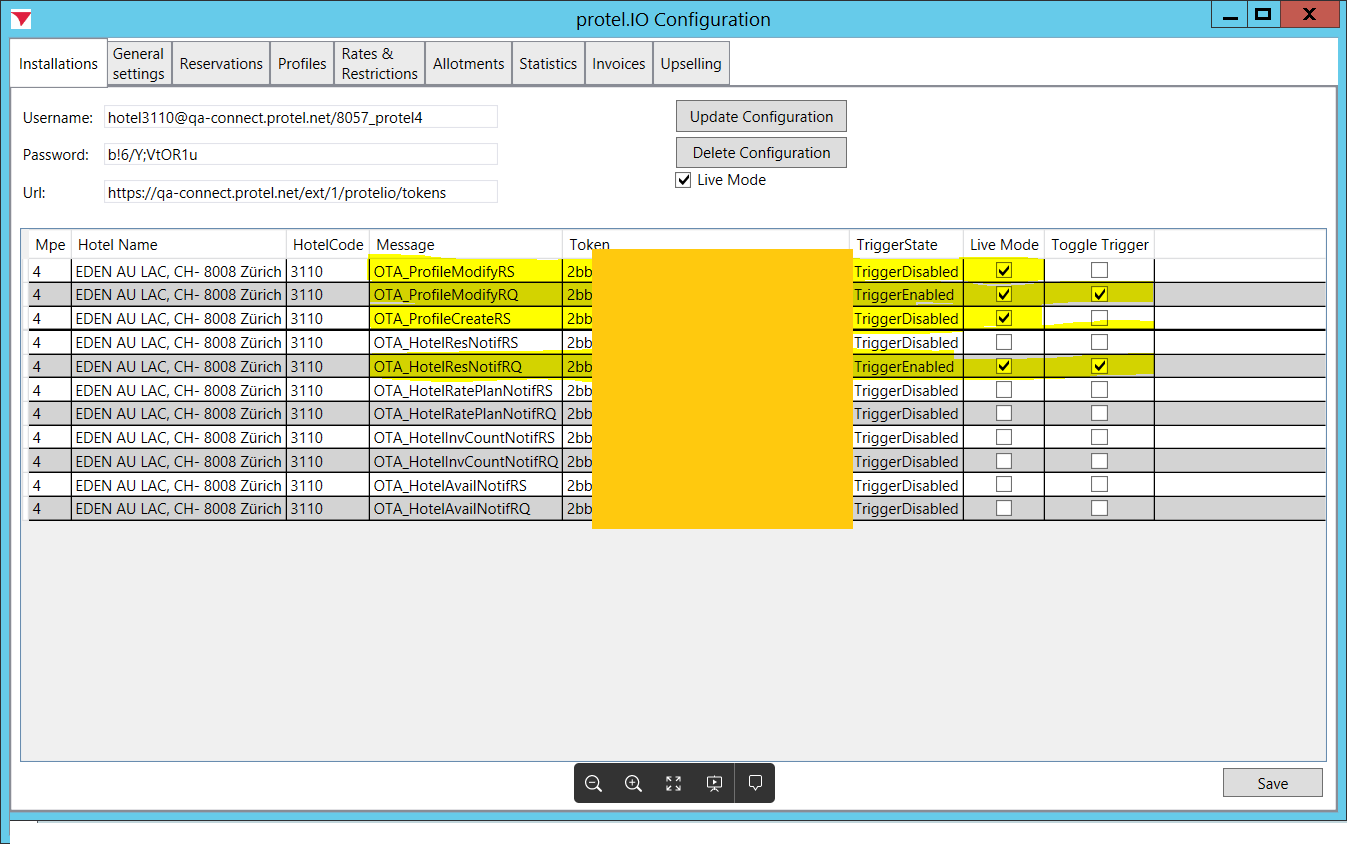 protel.IO Configuration
Installations General settings Reservations Profiles Rates & Restrictions Allotments Statistics Invoices Upselling
Username: hotel3110@qa-connect.protel.net/8057_protel4 Update Configuration
Password: b!6/Y;VtOR1u Delete Configuration
Live Mode
Url: https://qa-connect.protel.net/ext/1/protelio/tokens
Mpe Hotel Name HotelCode Message Token TriggerState Live Mode Toggle Trigger
4 EDEN AU LAC, CH- 8008 Zürich 3110 OTA_ProfileModifyRS 2bb TriggerDisabled
4 EDEN AU LAC, CH- 8008 Zürich 3110 OTA_ProfileModifyRQ 2bb TriggerEnabled
4 EDEN AU LAC, CH- 8008 Zürich 3110 OTA_ProfileCreateRS 2bb TriggerDisabled
4 EDEN AU LAC, CH- 8008 Zürich 3110 OTA_HotelResNotifRS 2bb TriggerDisabled
4 EDEN AU LAC, CH- 8008 Zürich 3110 OTA_HotelResNotifRQ 2bb TriggerEnabled
4 EDEN AU LAC, CH- 8008 Zürich 3110 OTA_HotelRatePlanNotifRS 2bb TriggerDisabled
4 EDEN AU LAC, CH- 8008 Zürich 3110 OTA_HotelRatePlanNotifRQ 2bb TriggerDisabled
4 EDEN AU LAC, CH- 8008 Zürich 3110 OTA_HotelInvCountNotifRS 2bb TriggerDisabled
4 EDEN AU LAC, CH- 8008 Zürich 3110 OTA_HotelInvCountNotifRQ 2bb TriggerDisabled
4 EDEN AU LAC, CH- 8008 Zürich 3110 OTA_HotelAvailNotifRS 2bb TriggerDisabled
4 EDEN AU LAC, CH- 8008 Zürich 3110 OTA_HotelAvailNotifRQ 2bb TriggerDisabled
Save